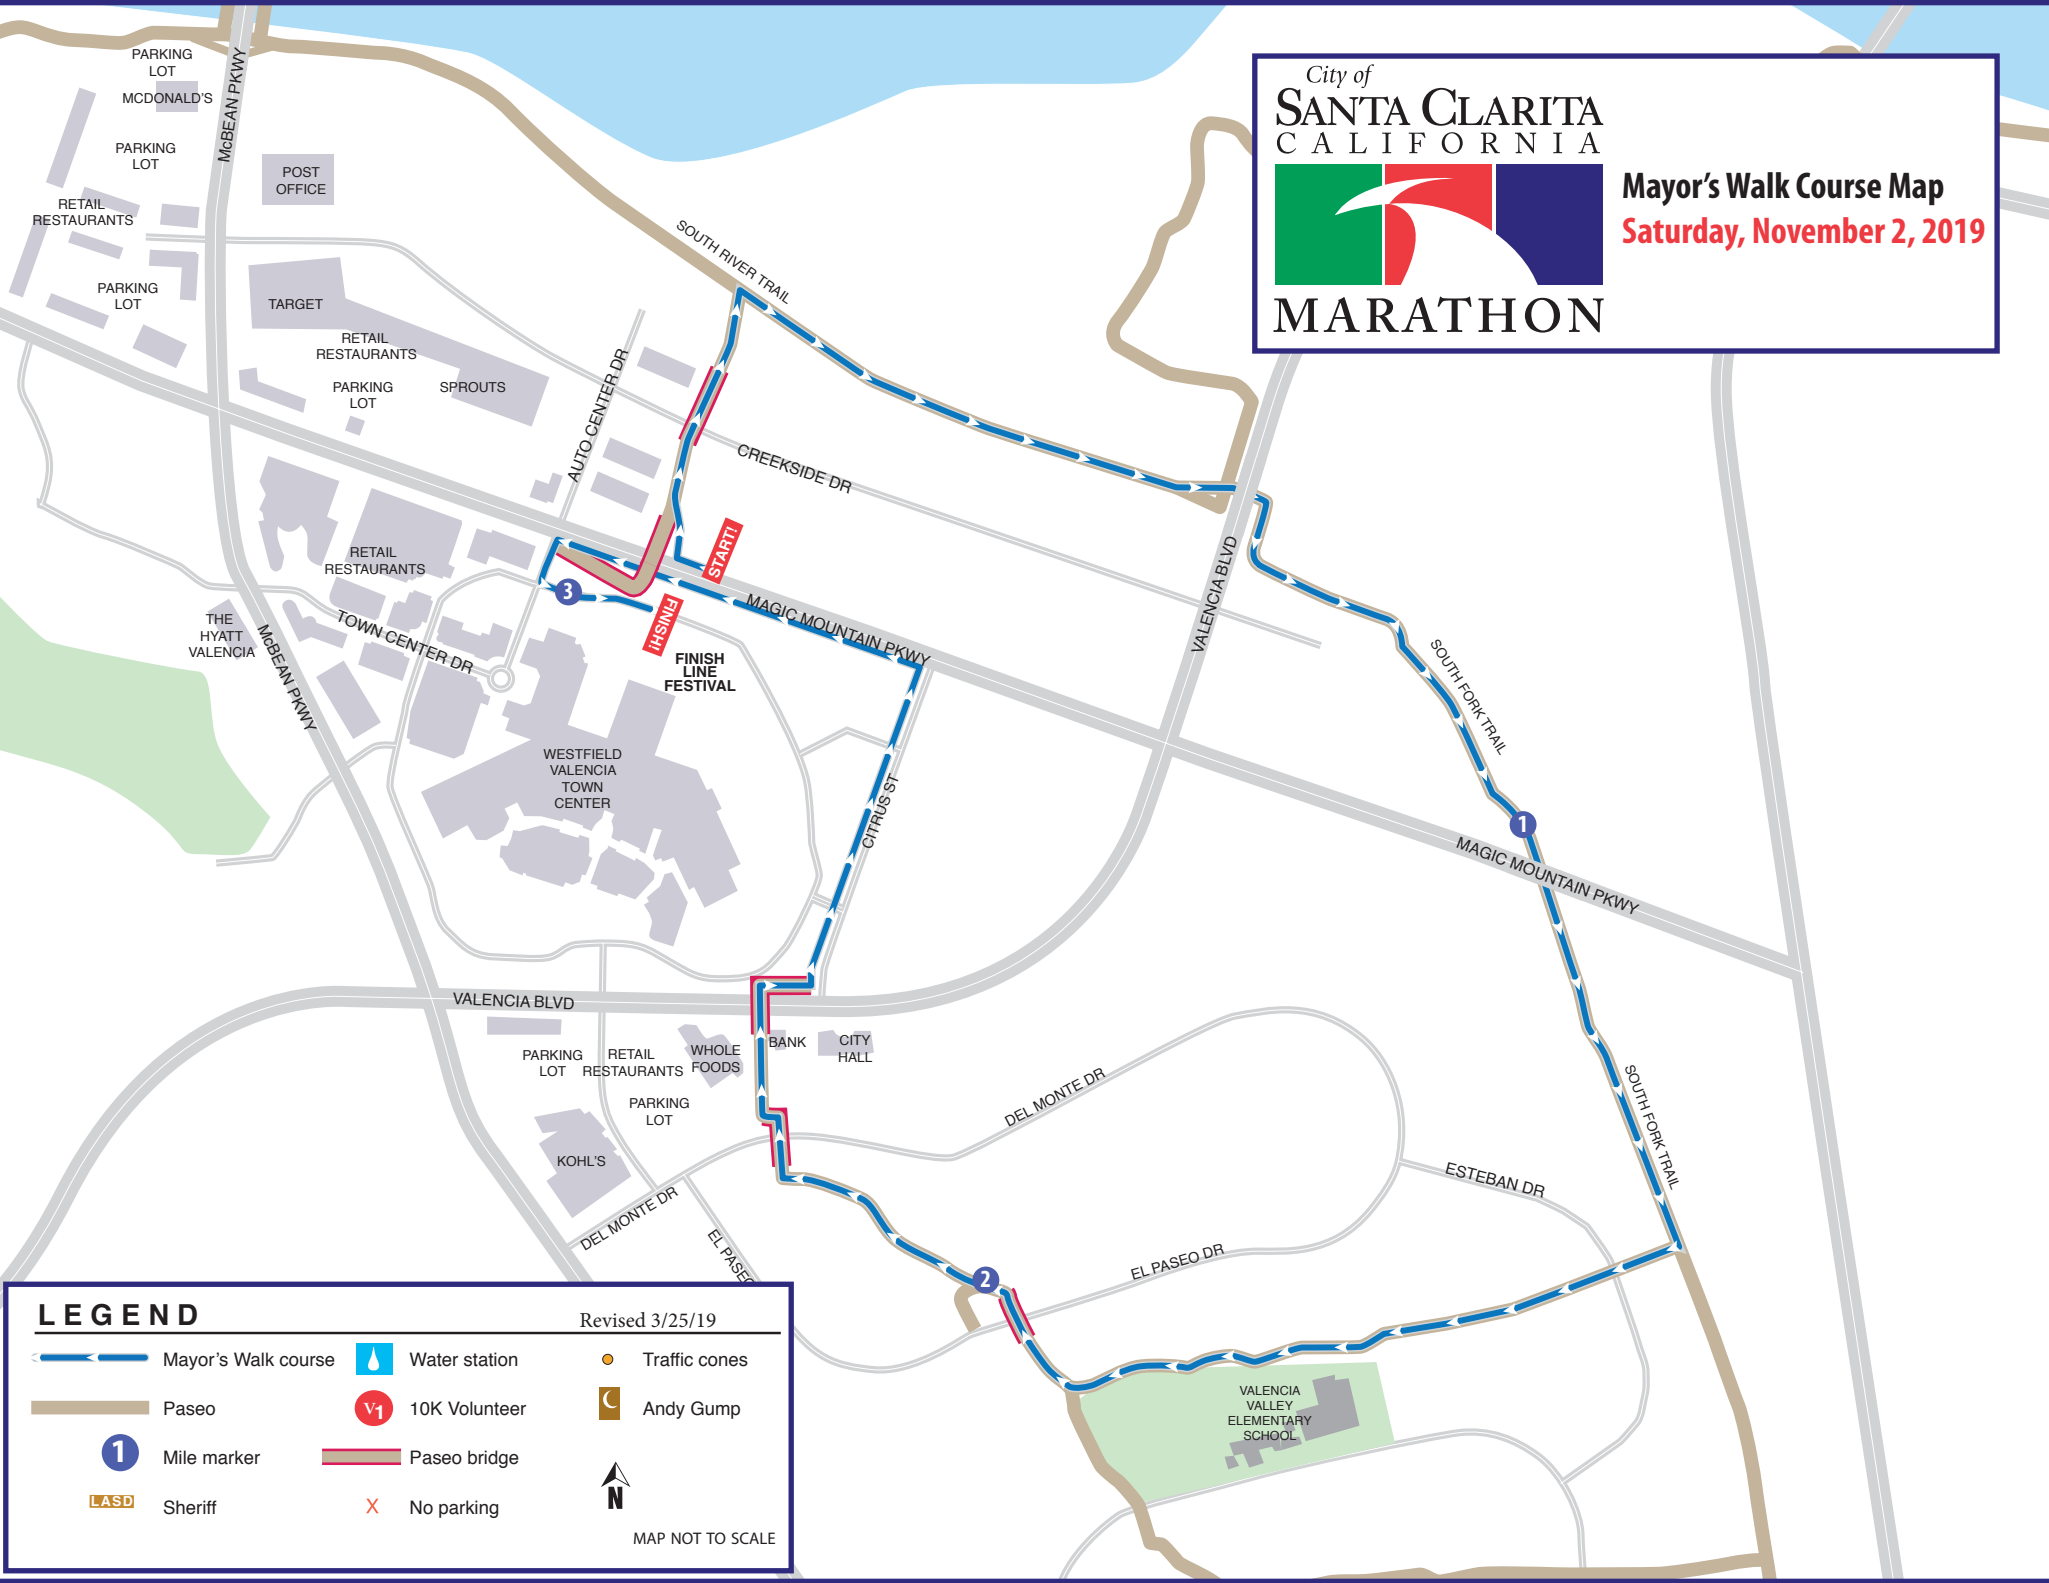 City of
SANTA CLARITA
CALIFORNIA
MARATHON
Mayor's Walk Course Map
Saturday, November 2, 2019
PARKING
LOT
MCDONALD'S
McBEAN PKWY
PARKING
LOT
POST
OFFICE
RETAIL
RESTAURANTS
SOUTH RIVER TRAIL
PARKING
LOT
TARGET
RETAIL
RESTAURANTS
PARKING
LOT
SPROUTS
AUTO CENTER DR
CREEKSIDE DR
START!
VALENCIA BLVD
RETAIL
RESTAURANTS
3
FINISH!
MAGIC MOUNTAIN PKWY
THE
HYATT
VALENCIA
McBEAN PKWY
TOWN CENTER DR
FINISH
LINE
FESTIVAL
SOUTH FORK TRAIL
WESTFIELD
VALENCIA
TOWN
CENTER
CITRUS ST
1
MAGIC MOUNTAIN PKWY
VALENCIA BLVD
BANK
CITY
HALL
WHOLE
FOODS
PARKING
LOT
RETAIL
RESTAURANTS
PARKING
LOT
DEL MONTE DR
SOUTH FORK TRAIL
KOHL'S
ESTEBAN DR
DEL MONTE DR
EL PASEO
EL PASEO DR
2
VALENCIA
VALLEY
ELEMENTARY
SCHOOL
LEGEND
Revised 3/25/19
Mayor's Walk course
Water station
Traffic cones
Paseo
V1
10K Volunteer
Andy Gump
1
Mile marker
Paseo bridge
LASD
Sheriff
X
No parking
N
MAP NOT TO SCALE